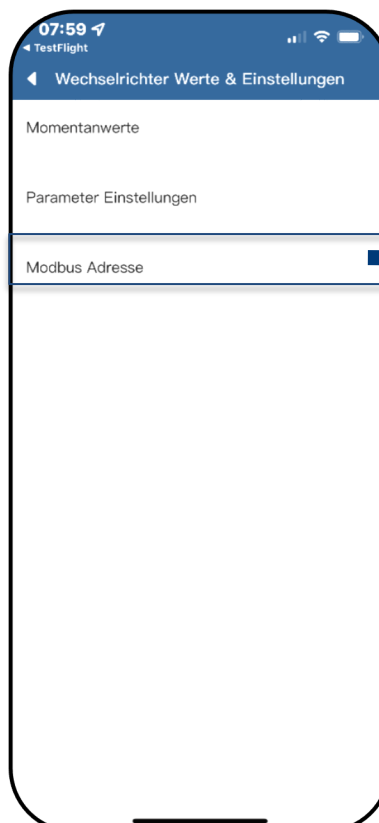 07:59
◀ TestFlight
Wechselrichter Werte & Einstellungen
Momentanwerte
Parameter Einstellungen
Modbus Adresse